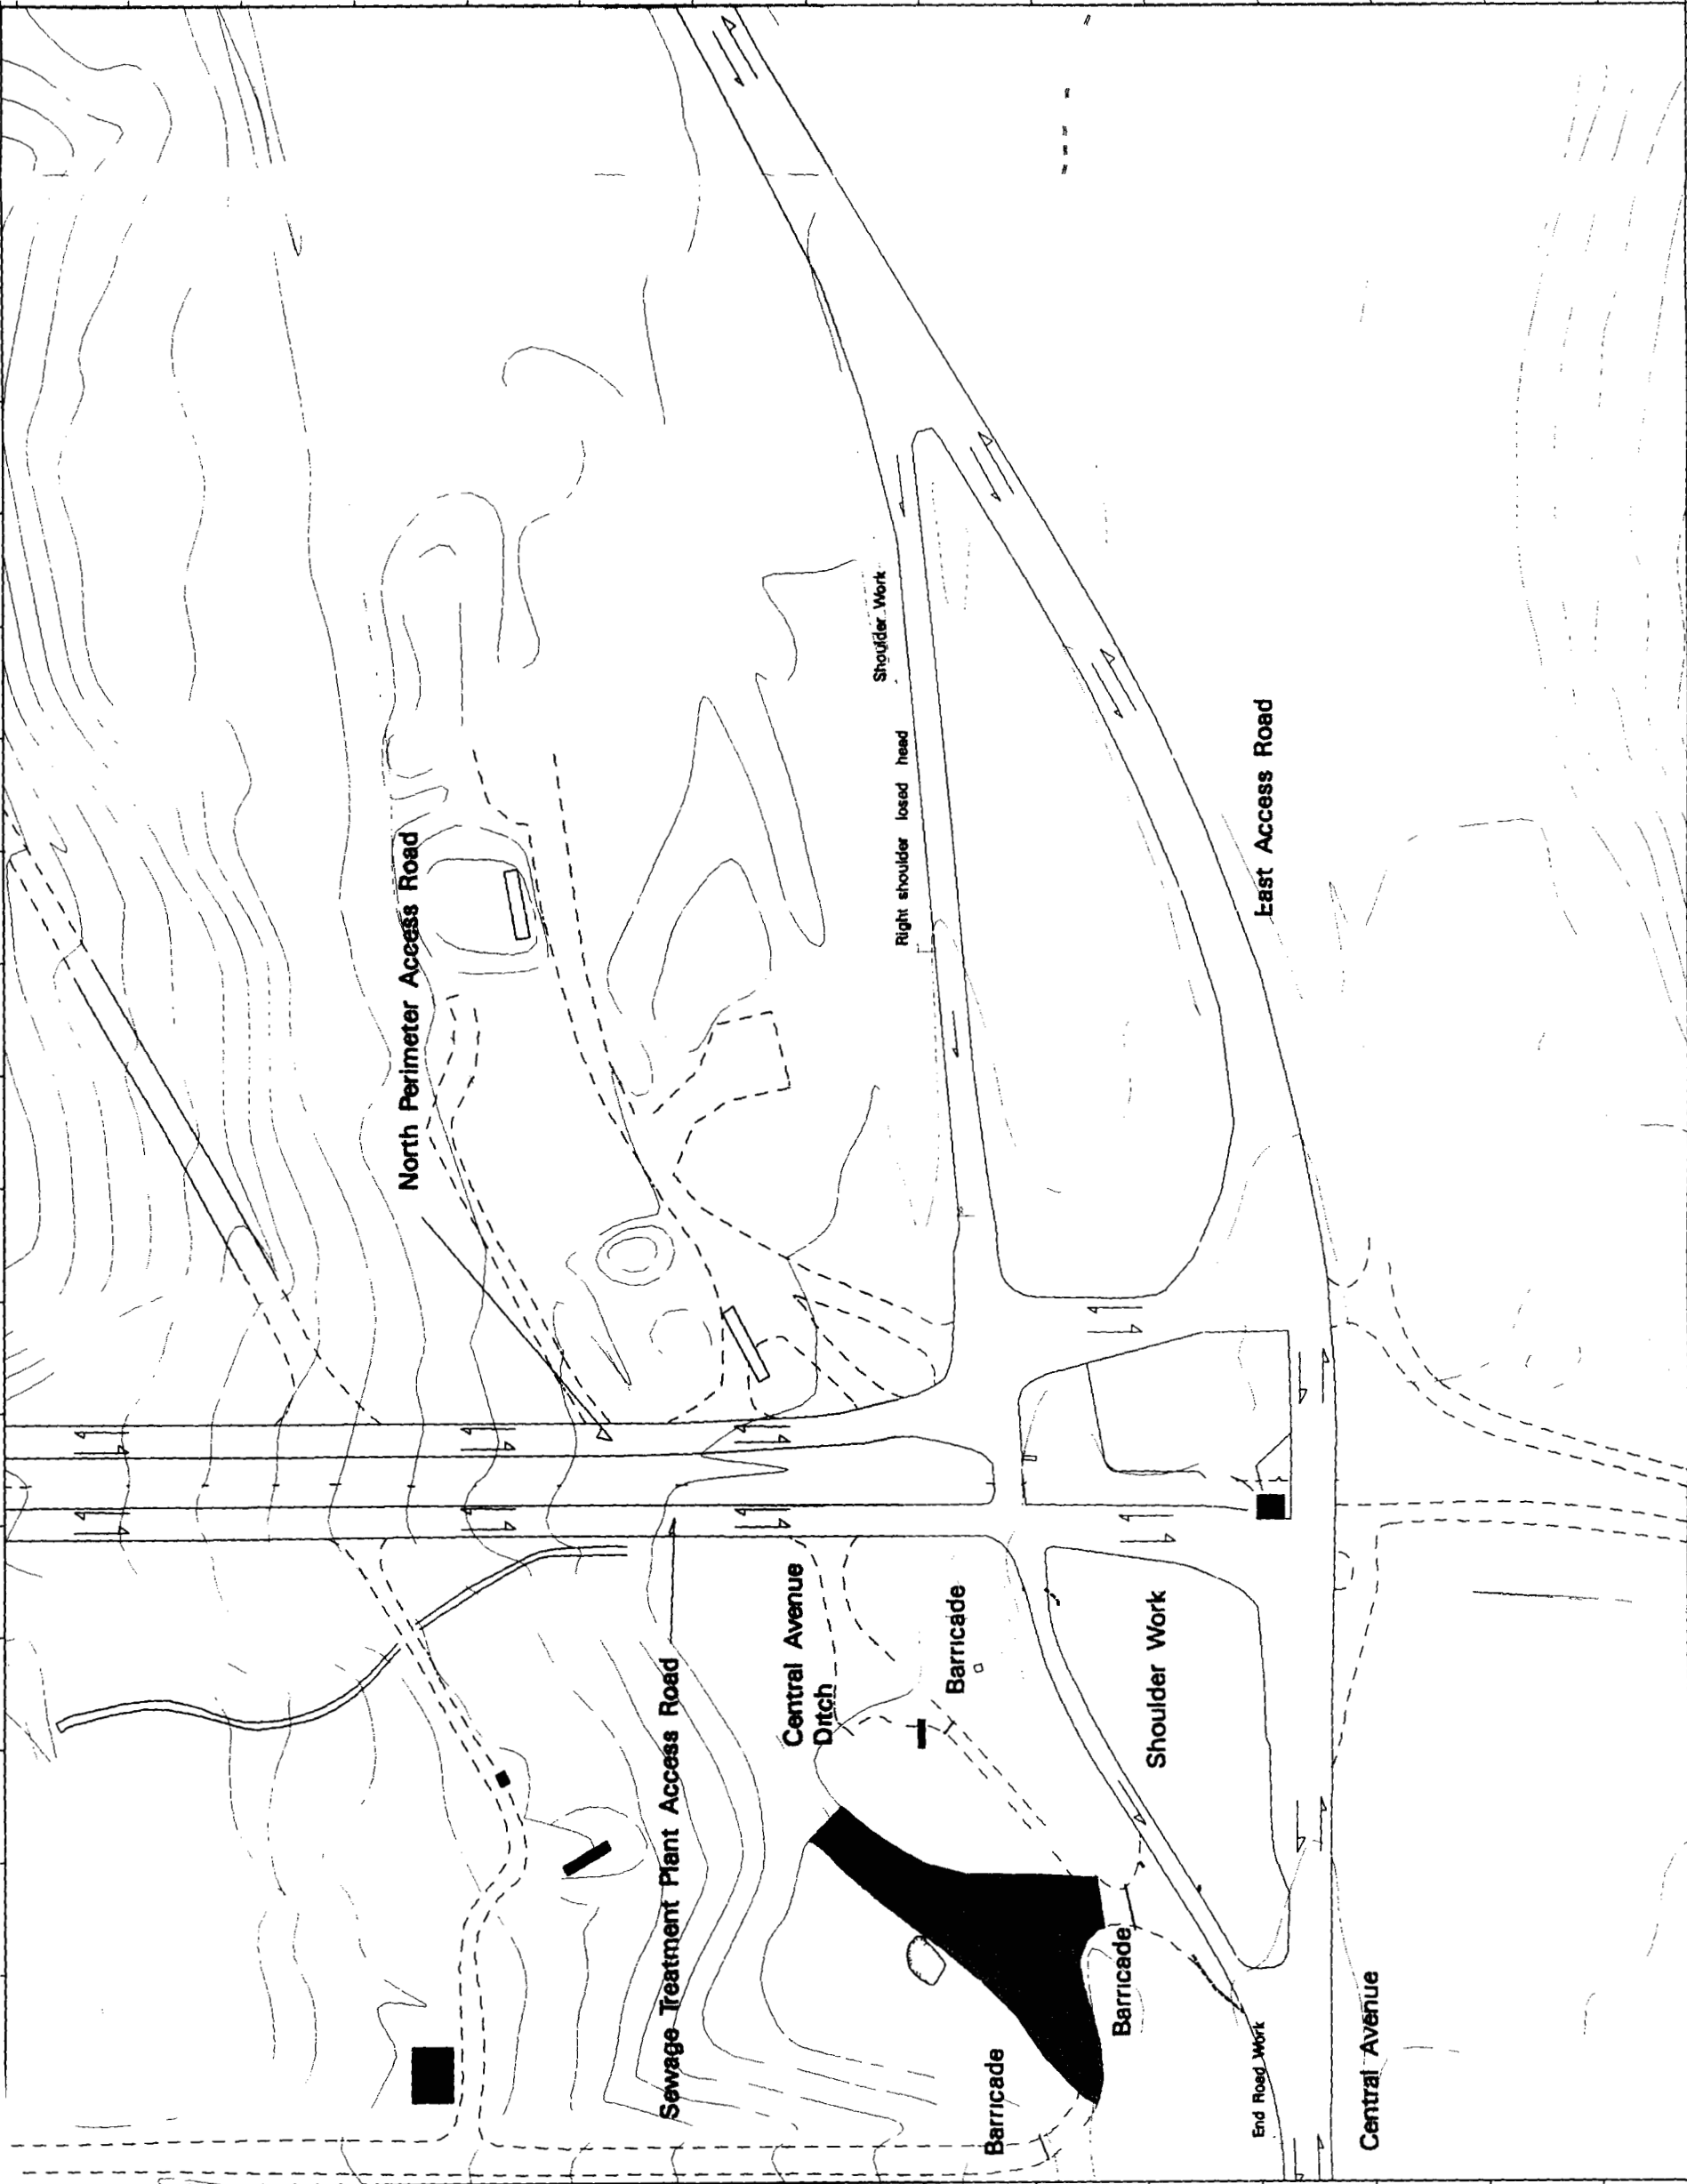 Shoulder Work
Right shoulder losed head
East Access Road
North Perimeter Access Road
Central Avenue
Ditch
Barricade
Shoulder Work
Sewage Treatment Plant Access Road
Barricade
Barricade
End Road Work
Central Avenue